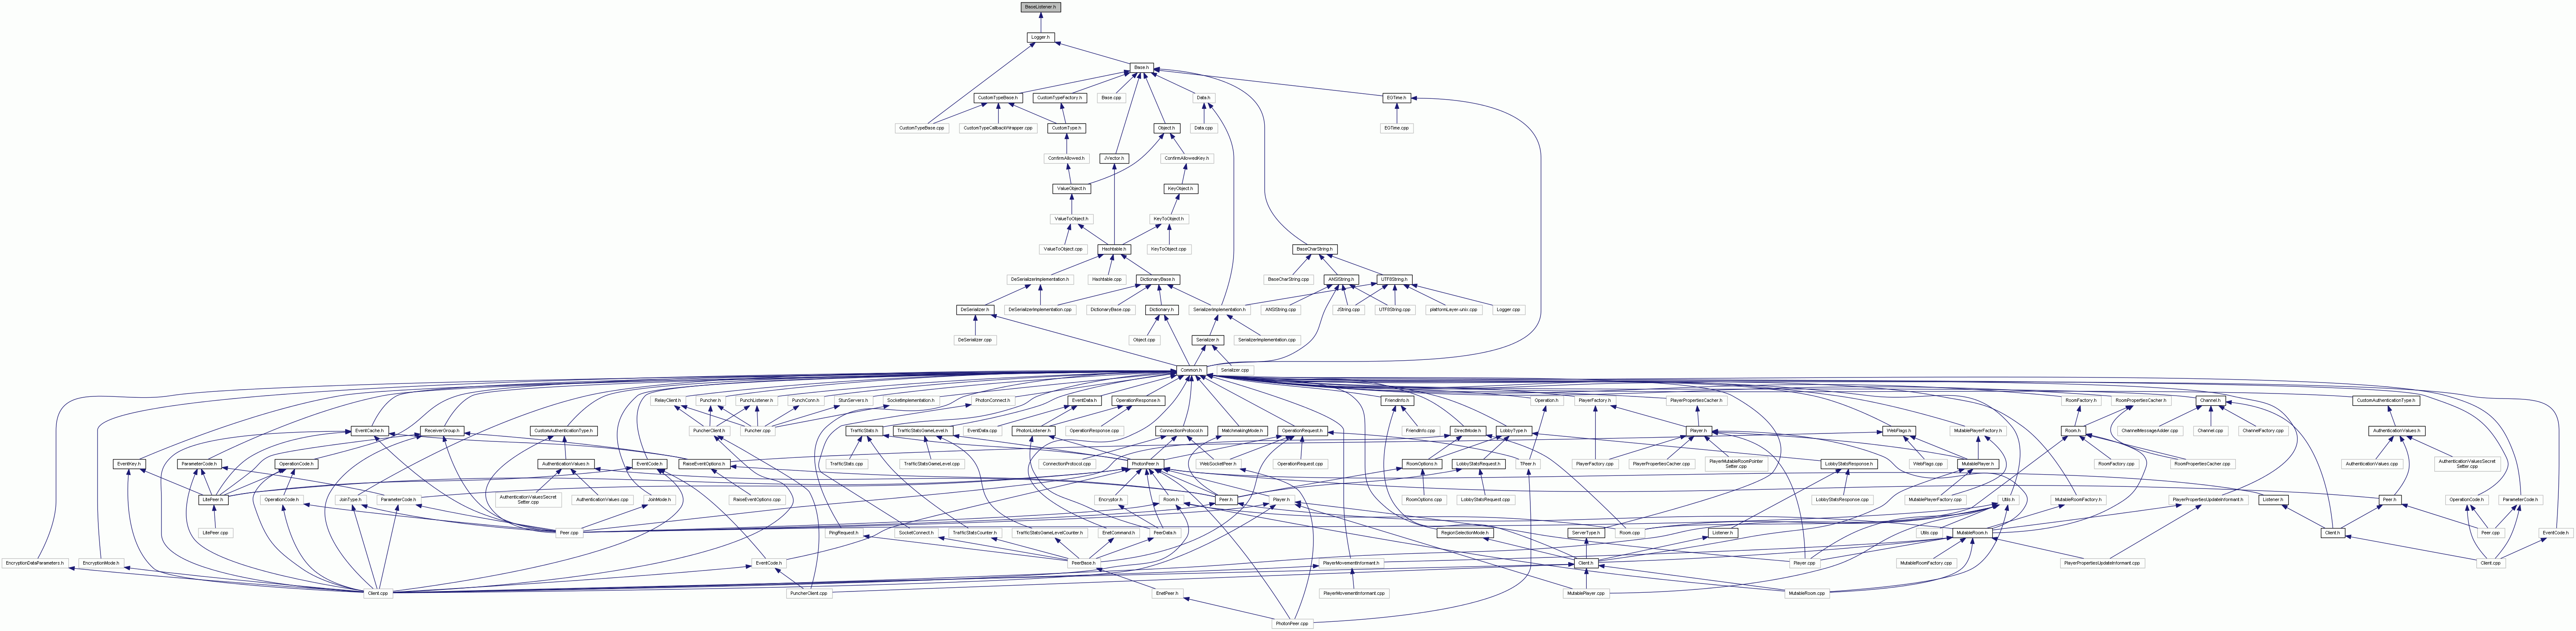 BaseListener.h
Logger.h
Base.h
CustomTypeBase.h
CustomTypeFactory.h
Base.cpp
Data.h
EGTime.h
CustomTypeBase.cpp
CustomTypeCallbackWrapper.cpp
CustomType.h
Object.h
Data.cpp
EGTime.cpp
ConfirmAllowed.h
JVector.h
ConfirmAllowedKey.h
ValueObject.h
KeyObject.h
ValueToObject.h
KeyToObject.h
ValueToObject.cpp
Hashtable.h
KeyToObject.cpp
BaseCharString.h
DeSerializerImplementation.h
Hashtable.cpp
DictionaryBase.h
BaseCharString.cpp
ANSIString.h
UTF8String.h
DeSerializer.h
DeSerializerImplementation.cpp
DictionaryBase.cpp
Dictionary.h
SerializerImplementation.h
ANSIString.cpp
JString.cpp
UTF8String.cpp
platformLayer-unix.cpp
Logger.cpp
DeSerializer.cpp
Object.cpp
Serializer.h
SerializerImplementation.cpp
Common.h
Serializer.cpp
RelayClient.h
Puncher.h
PunchListener.h
PunchConn.h
StunServers.h
SocketImplementation.h
PhotonConnect.h
EventData.h
OperationResponse.h
FriendInfo.h
Operation.h
PlayerFactory.h
PlayerPropertiesCacher.h
RoomFactory.h
RoomPropertiesCacher.h
Channel.h
CustomAuthenticationType.h
EventCache.h
ReceiverGroup.h
CustomAuthenticationType.h
PuncherClient.h
Puncher.cpp
TrafficStats.h
TrafficStatsGameLevel.h
EventData.cpp
PhotonListener.h
OperationResponse.cpp
ConnectionProtocol.h
MatchmakingMode.h
OperationRequest.h
FriendInfo.cpp
DirectMode.h
LobbyType.h
Player.h
WebFlags.h
MutablePlayerFactory.h
Room.h
ChannelMessageAdder.cpp
Channel.cpp
ChannelFactory.cpp
AuthenticationValues.h
EventKey.h
ParameterCode.h
OperationCode.h
AuthenticationValues.h
EventCode.h
RaiseEventOptions.h
TrafficStats.cpp
TrafficStatsGameLevel.cpp
ConnectionProtocol.cpp
PhotonPeer.h
WebSocketPeer.h
OperationRequest.cpp
TPeer.h
RoomOptions.h
LobbyStatsRequest.h
PlayerFactory.cpp
PlayerPropertiesCacher.cpp
PlayerMutableRoomPointer
Setter.cpp
LobbyStatsResponse.h
WebFlags.cpp
MutablePlayer.h
RoomFactory.cpp
RoomPropertiesCacher.cpp
AuthenticationValues.cpp
AuthenticationValuesSecret
Setter.cpp
LitePeer.h
OperationCode.h
JoinType.h
ParameterCode.h
AuthenticationValuesSecret
Setter.cpp
AuthenticationValues.cpp
JoinMode.h
RaiseEventOptions.cpp
Encryptor.h
Room.h
Peer.h
Player.h
RoomOptions.cpp
LobbyStatsRequest.cpp
LobbyStatsResponse.cpp
MutablePlayerFactory.cpp
Utils.h
MutableRoomFactory.h
PlayerPropertiesUpdateInformant.h
Listener.h
Peer.h
OperationCode.h
ParameterCode.h
LitePeer.cpp
Peer.cpp
PingRequest.h
SocketConnect.h
TrafficStatsCounter.h
TrafficStatsGameLevelCounter.h
EnetCommand.h
PeerData.h
RegionSelectionMode.h
ServerType.h
Room.cpp
Listener.h
Utils.cpp
MutableRoom.h
Client.h
Peer.cpp
EventCode.h
EncryptionDataParameters.h
EncryptionMode.h
EventCode.h
PeerBase.h
PlayerMovementInformant.h
Client.h
Player.cpp
MutableRoomFactory.cpp
PlayerPropertiesUpdateInformant.cpp
Client.cpp
Client.cpp
PuncherClient.cpp
EnetPeer.h
PlayerMovementInformant.cpp
MutablePlayer.cpp
MutableRoom.cpp
PhotonPeer.cpp